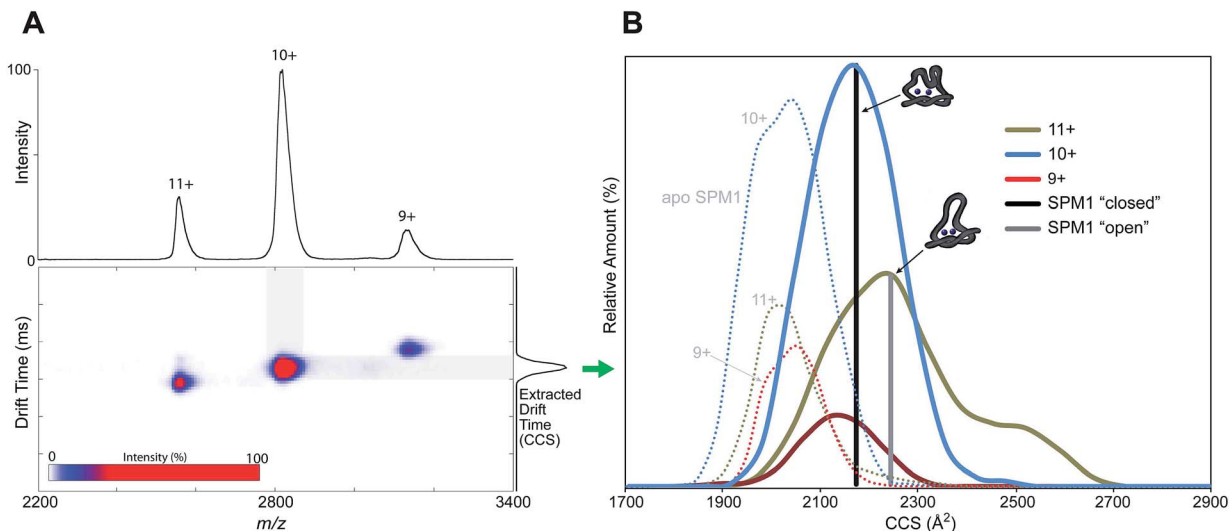 A
100
Intensity
0
11+
10+
9+
Drift Time (ms)
0
100
Intensity (%)
2200
2800
3400
m/z
Extracted
Drift
Time
(CCS)
B
Relative Amount (%)
10+
apo SPM1
11+
9+
11+
10+
9+
SPM1 “closed”
SPM1 “open”
1700
1900
2100
2300
2500
2700
2900
CCS (Å²)